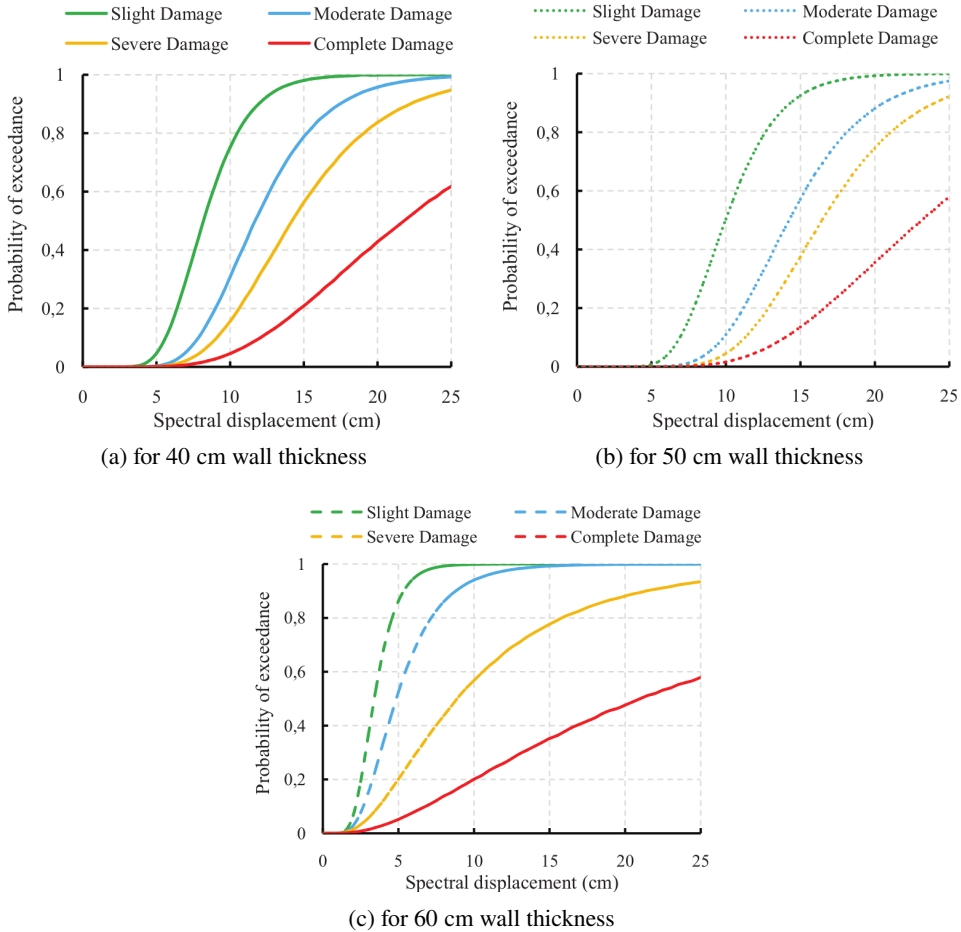 Slight Damage Moderate Damage
Severe Damage Complete Damage
Probability of exceedance
1
0,8
0,6
0,4
0,2
0
0 5 10 15 20 25
Spectral displacement (cm)
(a) for 40 cm wall thickness
Slight Damage Moderate Damage
Severe Damage Complete Damage
Probability of exceedance
1
0,8
0,6
0,4
0,2
0
0 5 10 15 20 25
Spectral displacement (cm)
(b) for 50 cm wall thickness
Slight Damage Moderate Damage
Severe Damage Complete Damage
Probability of exceedance
1
0,8
0,6
0,4
0,2
0
0 5 10 15 20 25
Spectral displacement (cm)
(c) for 60 cm wall thickness